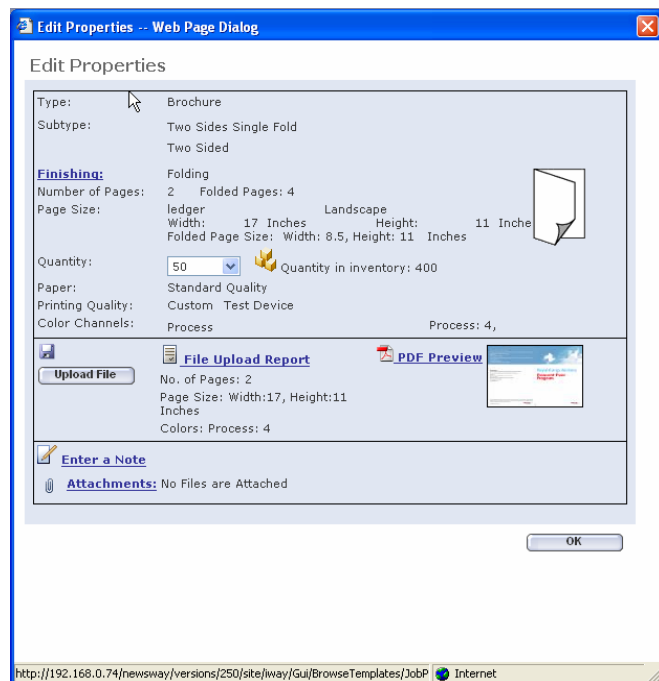 Edit Properties -- Web Page Dialog
Edit Properties
Type: Brochure
Subtype: Two Sides Single Fold
Two Sided
Finishing: Folding
Number of Pages: 2 Folded Pages: 4
Page Size: ledger Landscape
Width: 17 Inches Height: 11 Inche
Folded Page Size: Width: 8.5, Height: 11 Inches
Quantity: 50 Quantity in inventory: 400
Paper: Standard Quality
Printing Quality: Custom Test Device
Color Channels: Process Process: 4,
Upload File File Upload Report PDF Preview
No. of Pages: 2
Page Size: Width:17, Height:11
Inches
Colors: Process: 4
Enter a Note
Attachments: No Files are Attached
OK
http://192.168.0.74/newsway/versions/250/site/iway/Gui/BrowseTemplates/JobP Internet